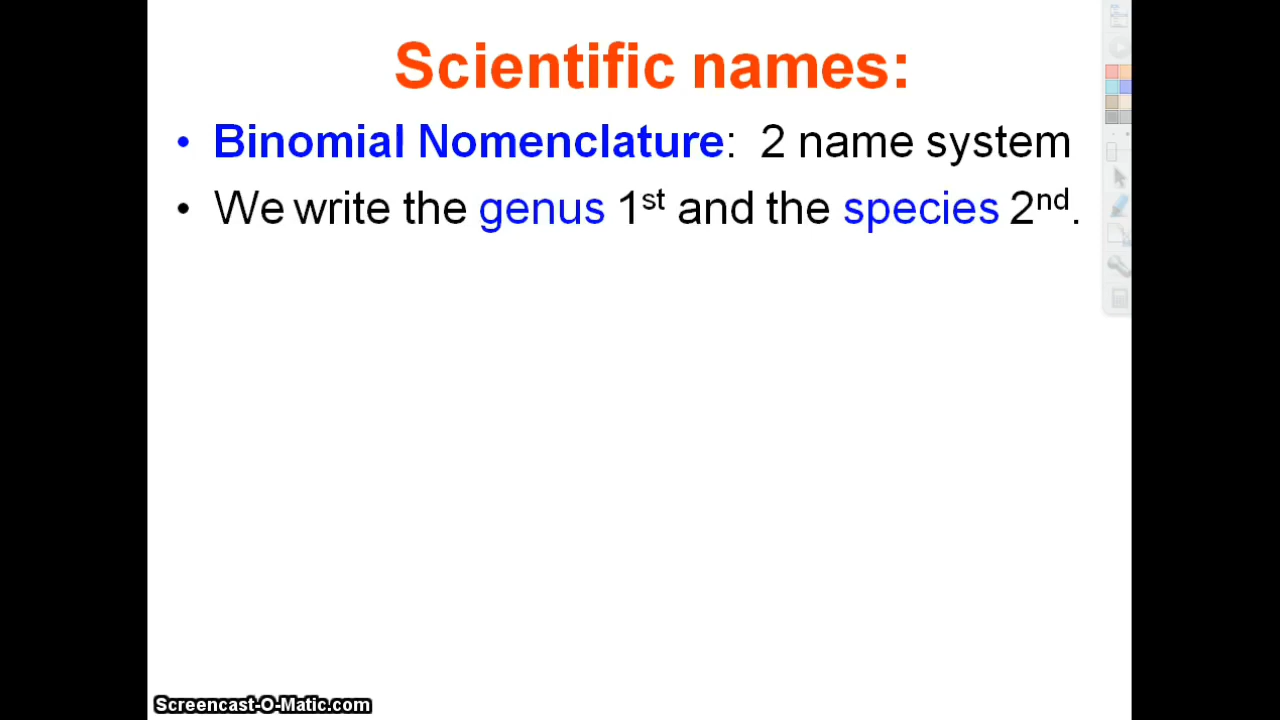 Scientific names:
• Binomial Nomenclature: 2 name system
• We write the genus 1st and the species 2nd.
Screencast-O-Matic.com